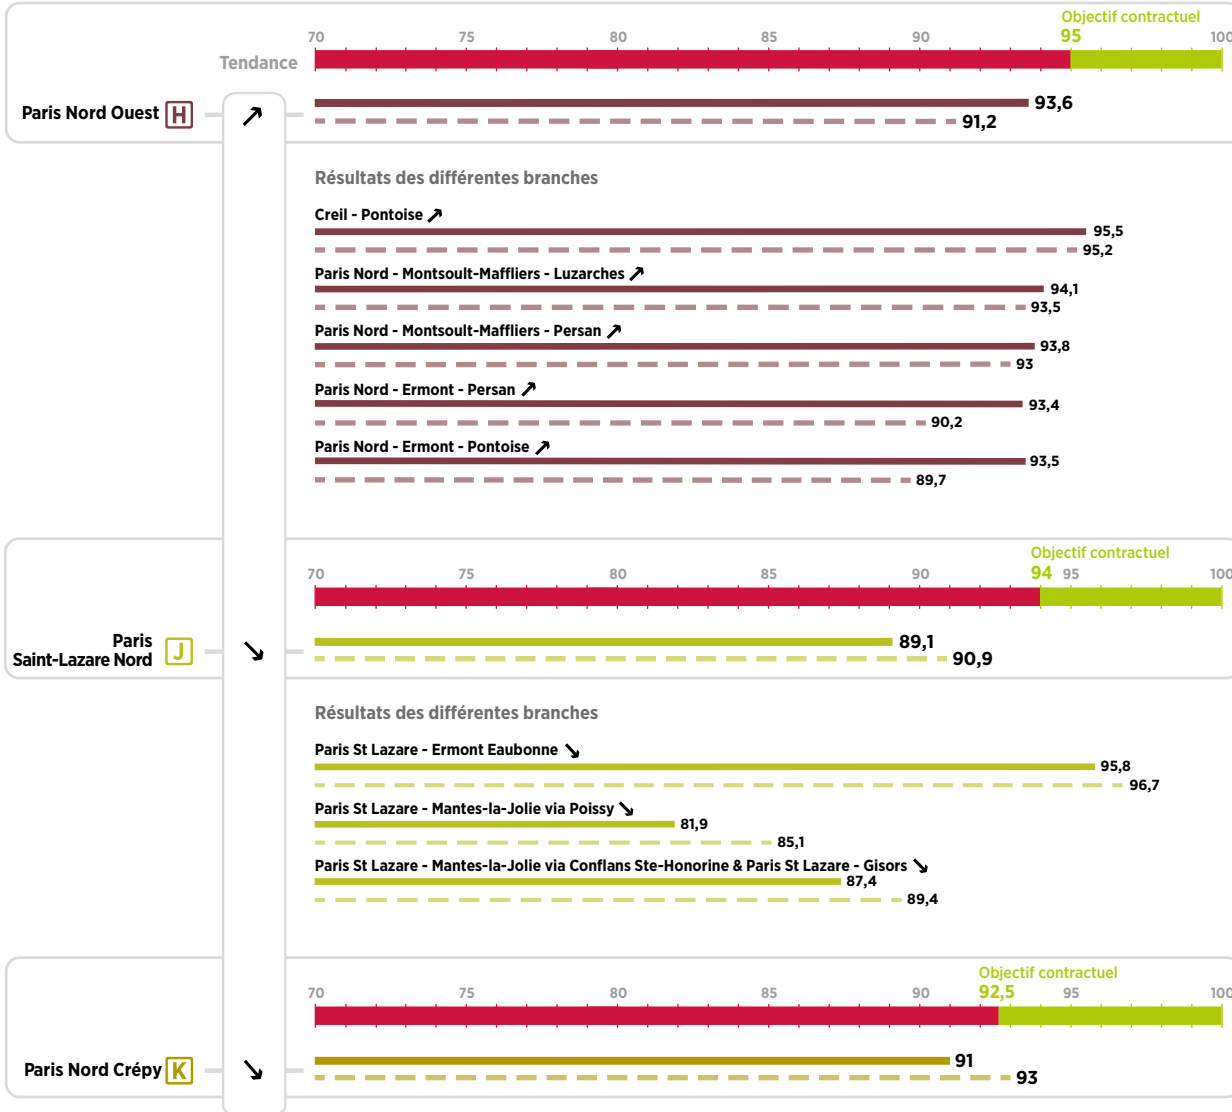 Objectif contractuel
70 75 80 85 90 95 100
Tendance
Paris Nord Ouest H
93,6
91,2
Résultats des différentes branches
Creil - Pontoise
95,5
95,2
Paris Nord - Montsoult-Maffliers - Luzarches
94,1
93,5
Paris Nord - Montsoult-Maffliers - Persan
93,8
93
Paris Nord - Ermont - Persan
93,4
90,2
Paris Nord - Ermont - Pontoise
93,5
89,7
Objectif contractuel
70 75 80 85 90 94 95 100
Paris
Saint-Lazare Nord J
89,1
90,9
Résultats des différentes branches
Paris St Lazare - Ermont Eaubonne
95,8
96,7
Paris St Lazare - Mantes-la-Jolie via Poissy
81,9
85,1
Paris St Lazare - Mantes-la-Jolie via Conflans Ste-Honorine & Paris St Lazare - Gisors
87,4
89,4
Objectif contractuel
70 75 80 85 90 92,5 95 100
Paris Nord Crépy K
91
93